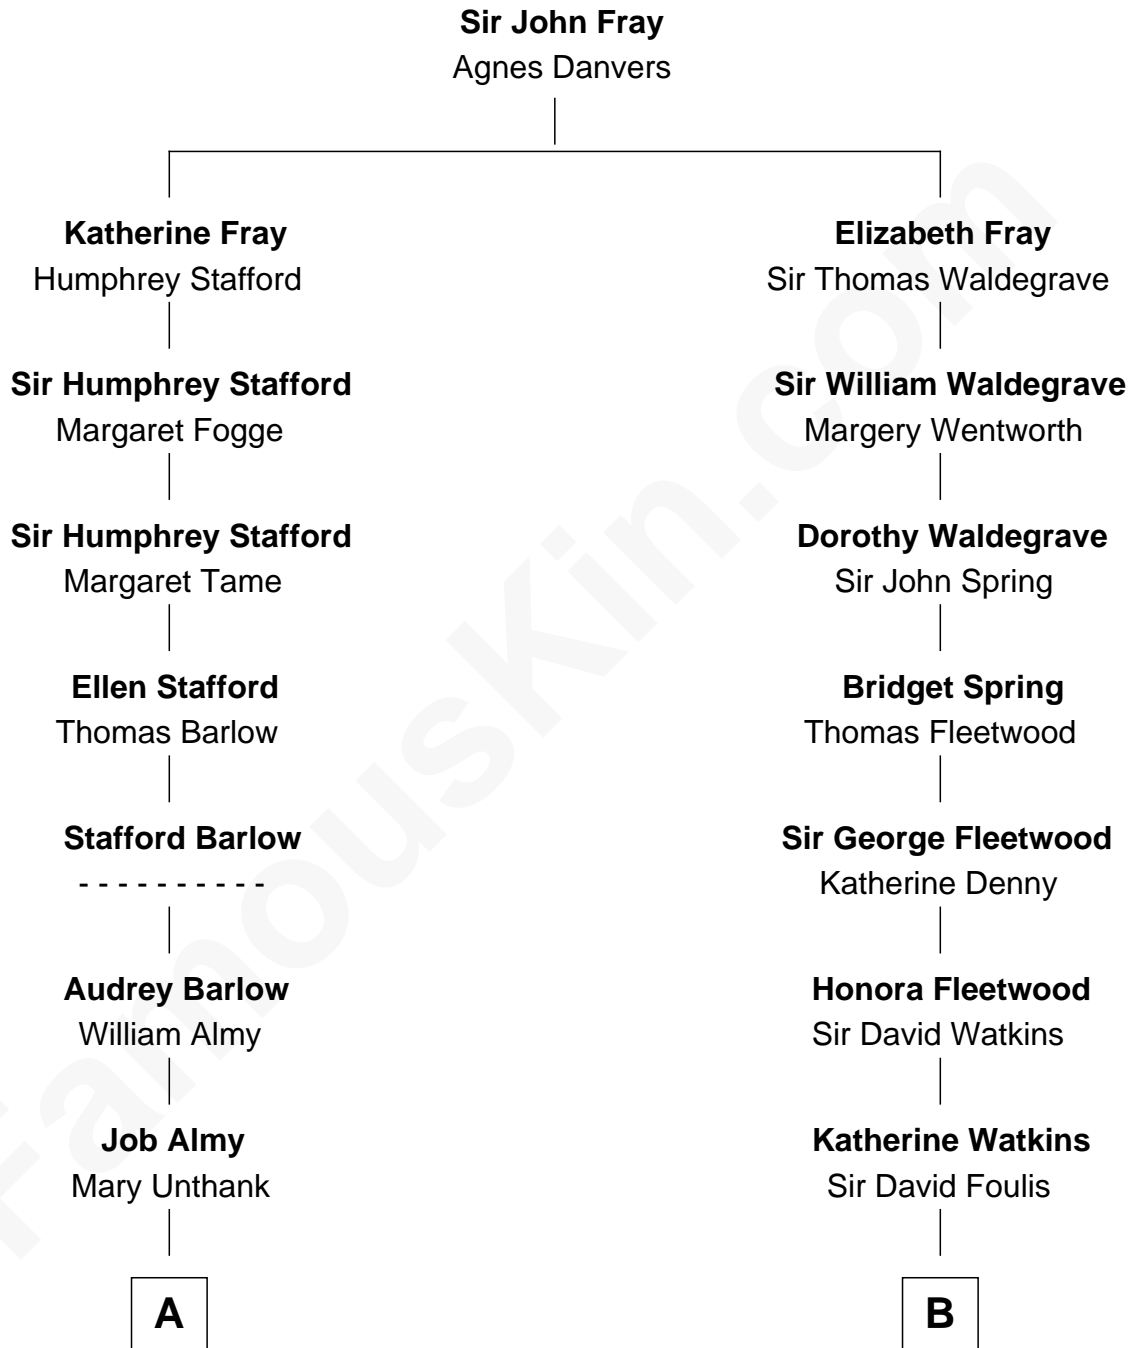 Sir John Fray
Agnes Danvers
Katherine Fray
Humphrey Stafford
Elizabeth Fray
Sir Thomas Waldegrave
Sir Humphrey Stafford
Margaret Fogge
Sir William Waldegrave
Margery Wentworth
Sir Humphrey Stafford
Margaret Tame
Dorothy Waldegrave
Sir John Spring
Ellen Stafford
Thomas Barlow
Bridget Spring
Thomas Fleetwood
Stafford Barlow
- - - - - - - - - -
Sir George Fleetwood
Katherine Denny
Audrey Barlow
William Almy
Honora Fleetwood
Sir David Watkins
Job Almy
Mary Unthank
Katherine Watkins
Sir David Foulis
A
B
FamousKin.com